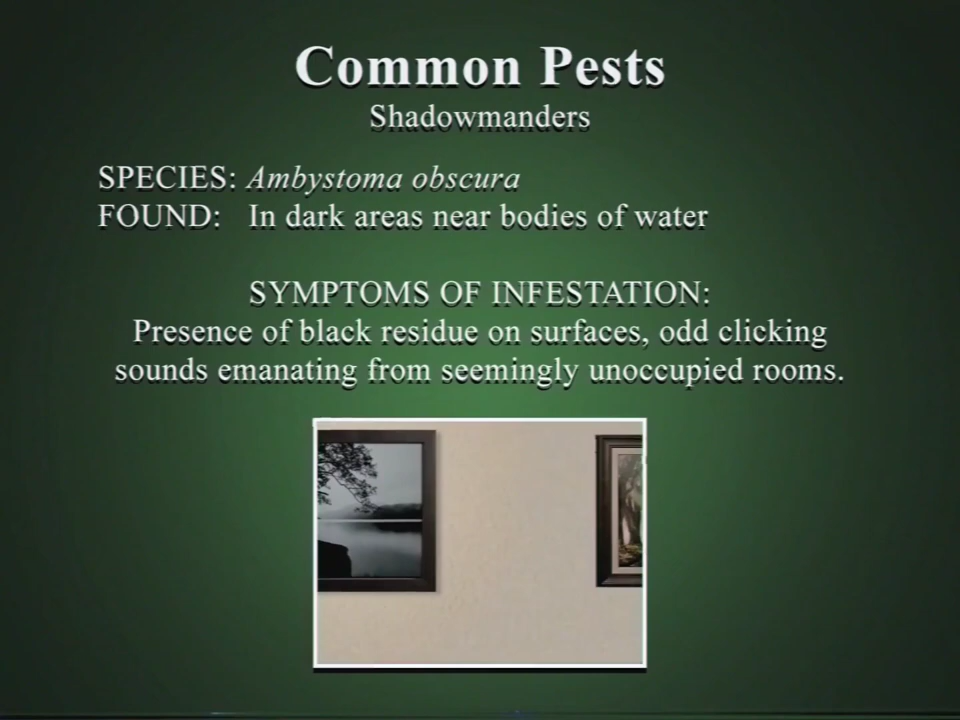 Common Pests
Shadowmanders
SPECIES: Ambystoma obscura
FOUND: In dark areas near bodies of water
SYMPTOMS OF INFESTATION:
Presence of black residue on surfaces, odd clicking
sounds emanating from seemingly unoccupied rooms.